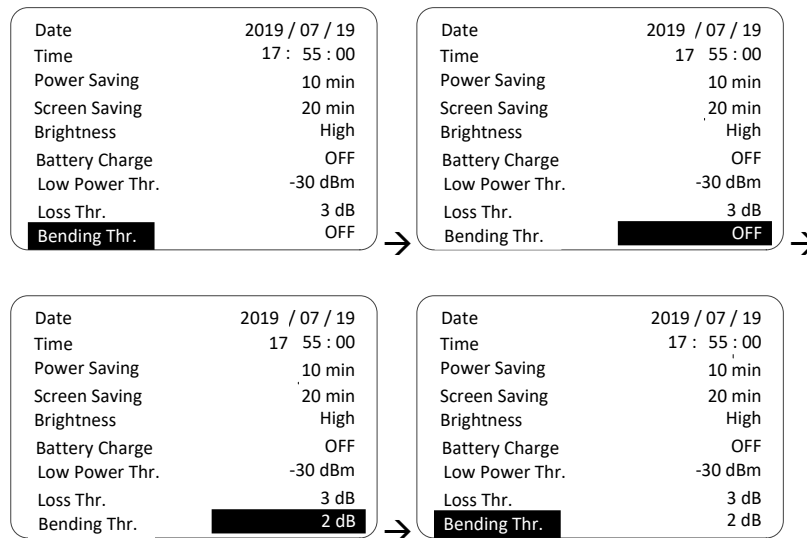 Date 2019 / 07 / 19
Time 17 : 55 : 00
Power Saving 10 min
Screen Saving 20 min
Brightness High
Battery Charge OFF
Low Power Thr. -30 dBm
Loss Thr. 3 dB
Bending Thr. OFF
→
Date 2019 / 07 / 19
Time 17 55 : 00
Power Saving 10 min
Screen Saving 20 min
Brightness High
Battery Charge OFF
Low Power Thr. -30 dBm
Loss Thr. 3 dB
Bending Thr. OFF
→
Date 2019 / 07 / 19
Time 17 55 : 00
Power Saving 10 min
Screen Saving 20 min
Brightness High
Battery Charge OFF
Low Power Thr. -30 dBm
Loss Thr. 3 dB
Bending Thr. 2 dB
→
Date 2019 / 07 / 19
Time 17 : 55 : 00
Power Saving 10 min
Screen Saving 20 min
Brightness High
Battery Charge OFF
Low Power Thr. -30 dBm
Loss Thr. 3 dB
Bending Thr. 2 dB